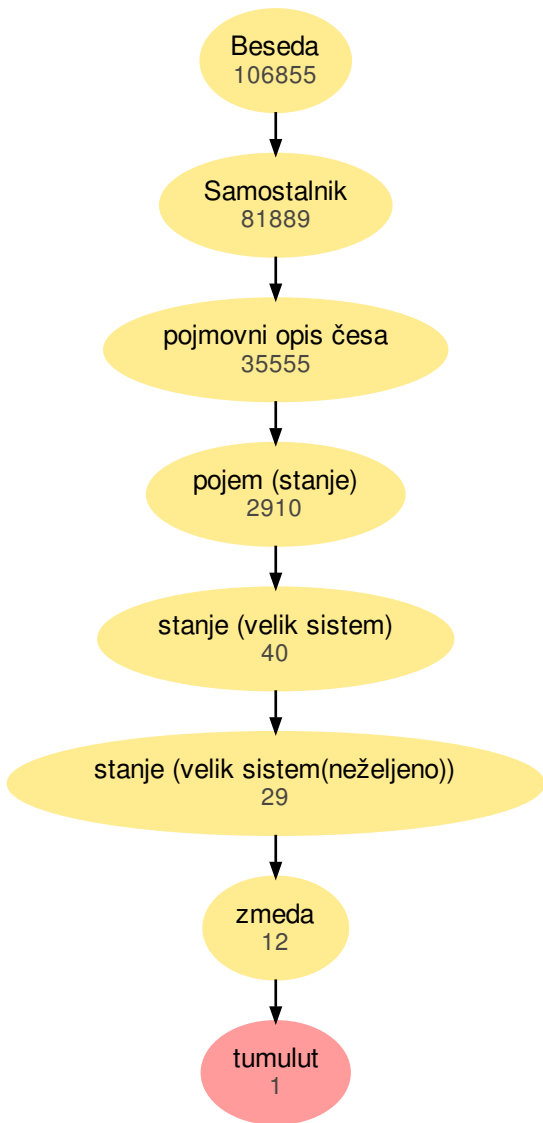 Beseda
106855
Samostalnik
81889
pojmovni opis česa
35555
pojem (stanje)
2910
stanje (velik sistem)
40
stanje (velik sistem(neželjeno))
29
zmeda
12
tumulut
1